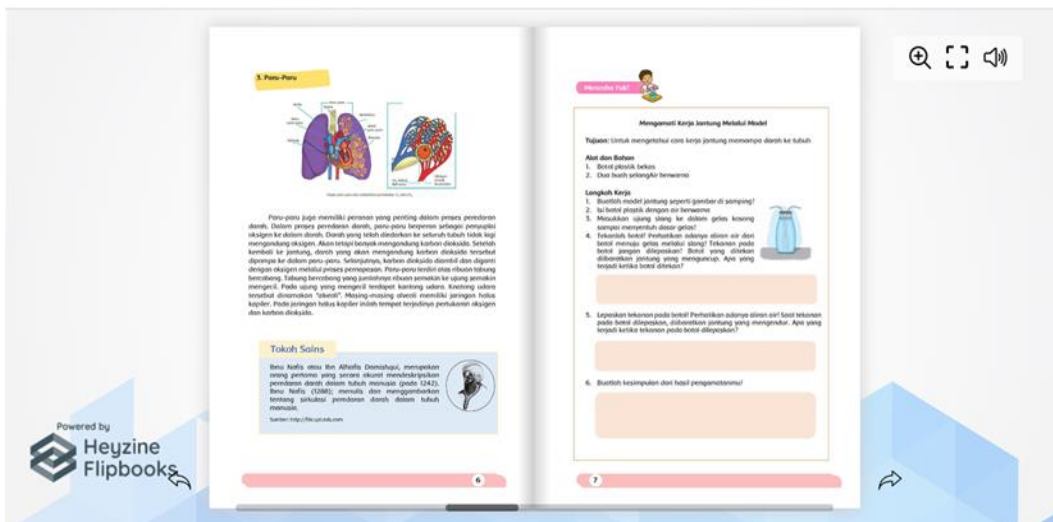 3. Paru-Paru
Paru-paru juga memiliki peranan yang penting dalam proses peredaran
darah. Dalam proses peredaran darah, paru-paru berperan sebagai penyuplai
oksigen ke dalam darah. Darah yang telah diedarkan ke seluruh tubuh tidak lagi
mengandung oksigen. Akan tetapi banyak mengandung karbon dioksida. Setelah
kembali ke jantung, darah yang akan mengandung karbon dioksida tersebut
dipompa ke dalam paru-paru. Selanjutnya, karbon dioksida diambil dan diganti
dengan oksigen melalui proses pernapasan. Paru-paru terdiri atas ribuan tabung
bercabang. Tabung bercabang yang jumlahnya ribuan semakin ke ujung semakin
mengecil. Pada ujung yang mengecil terdapat kantong udara. Knatong udara
tersebut dinamakan "alveoli". Masing-masing alveoli memiliki jaringan halus
kapiler. Pada jaringan halus kapiler inilah tempat terjadinya pertukaran oksigen
dan karbon dioksida.
Tokoh Sains
Ibnu Nafis atau Ibn Alhafis Damishqui, merupakan
orang pertama yang secara akurat mendeskripsikan
peredaran darah dalam tubuh manusia (pada 1242).
Ibnu Nafis (1288); menulis dan menggambarkan
tentang sirkulasi peredaran darah dalam tubuh
manusia.
6
Mencoba Yuk!
Mengamati Kerja Jantung Melalui Model
Tujuan: Untuk mengetahui cara kerja jantung memompa darah ke tubuh
Alat dan Bahan
1. Botol plastik bekas
2. Dua buah selangAir berwarna
Langkah Kerja
1. Buatlah model jantung seperti gambar di samping!
2. Isi botol plastik dengan air berwarna
3. Masukkan ujung slang ke dalam gelas kosong
sampai menyentuh dasar gelas!
4. Tekanlah botol! Perhatikan adanya aliran air dari
botol menuju gelas melalui slang! Tekanan pada
botol jangan dilepaskan! Botol yang ditekan
diibaratkan jantung yang menguncup. Apa yang
terjadi ketika botol ditekan?
5. Lepaskan tekanan pada botol! Perhatikan adanya aliran air! Saat tekanan
pada botol dilepaskan, diibaratkan jantung yang mengendur. Apa yang
terjadi ketika tekanan pada botol dilepaskan?
6. Buatlah kesimpulan dari hasil pengamatanmu!
7
Powered by
Heyzine
Flipbooks